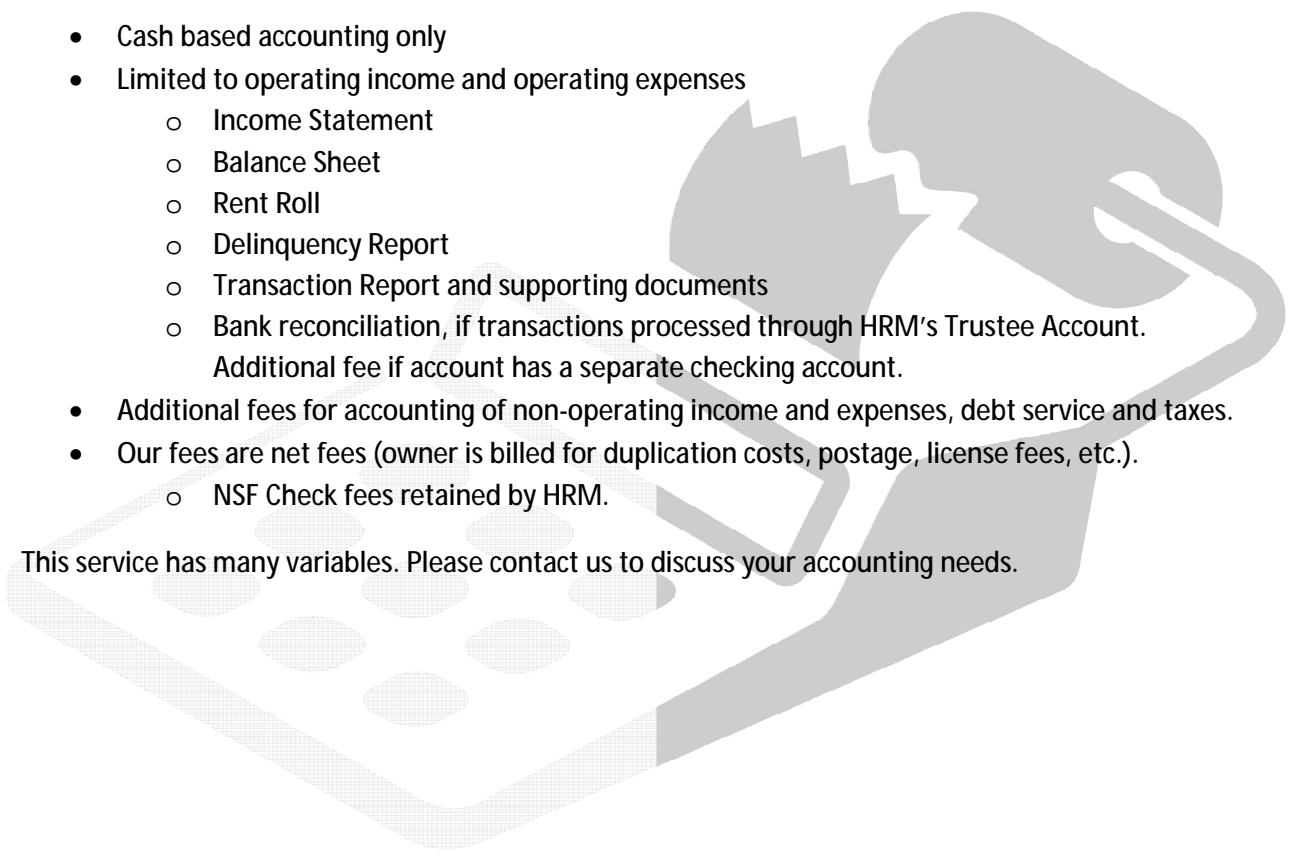 • Cash based accounting only
• Limited to operating income and operating expenses
o Income Statement
o Balance Sheet
o Rent Roll
o Delinquency Report
o Transaction Report and supporting documents
o Bank reconciliation, if transactions processed through HRM's Trustee Account.
Additional fee if account has a separate checking account.
• Additional fees for accounting of non-operating income and expenses, debt service and taxes.
• Our fees are net fees (owner is billed for duplication costs, postage, license fees, etc.).
o NSF Check fees retained by HRM.
This service has many variables. Please contact us to discuss your accounting needs.